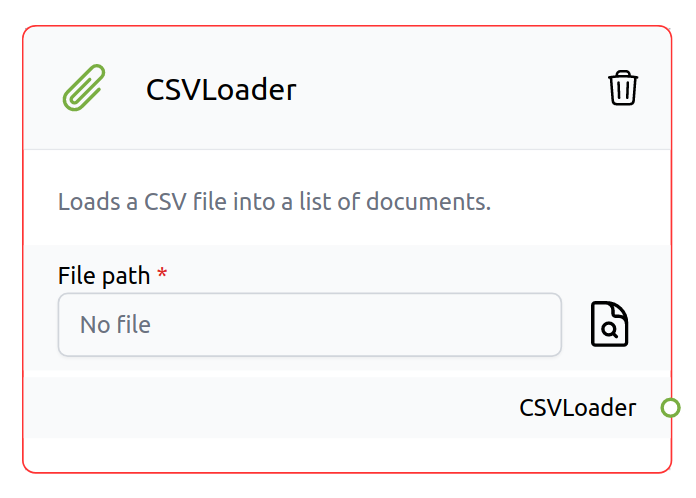 CSVLoader
Loads a CSV file into a list of documents.
File path *
No file
CSVLoader